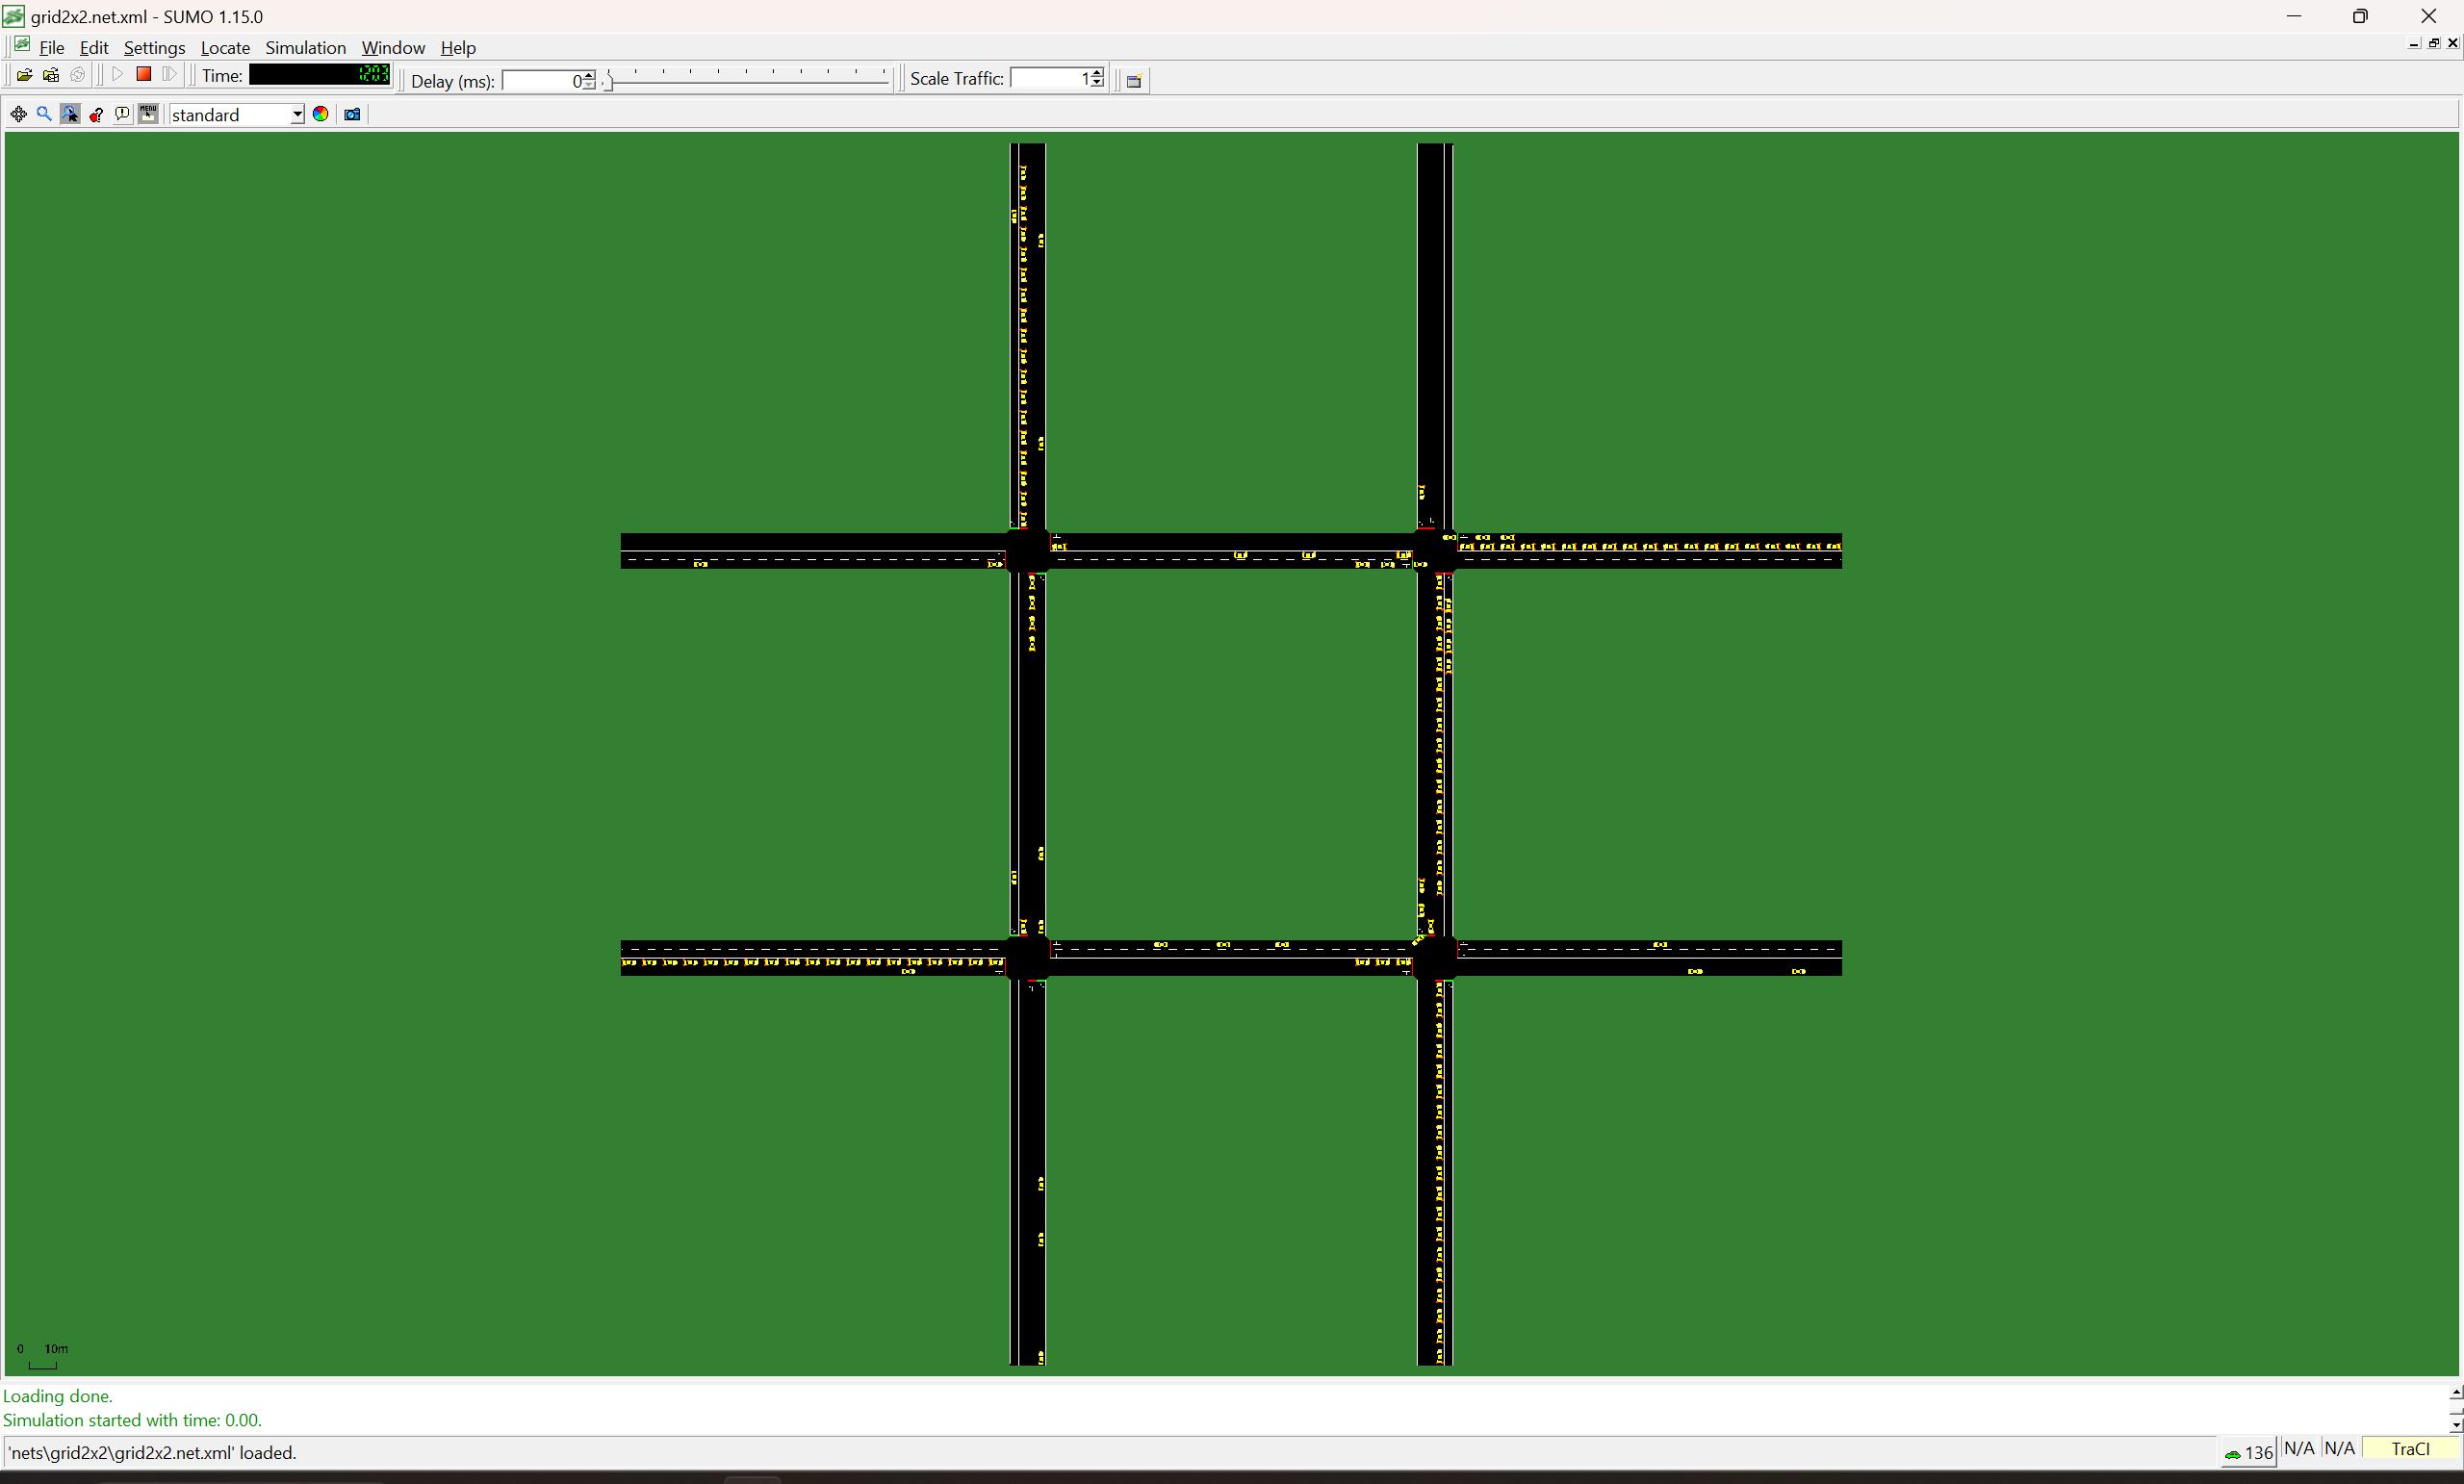 grid2x2.net.xml - SUMO 1.15.0
File Edit Settings Locate Simulation Window Help
Time: 1203 Delay (ms): 0 Scale Traffic: 1
MENU standard
0 10m
Loading done.
Simulation started with time: 0.00.
'nets\grid2x2\grid2x2.net.xml' loaded. 136 N/A N/A TraCI